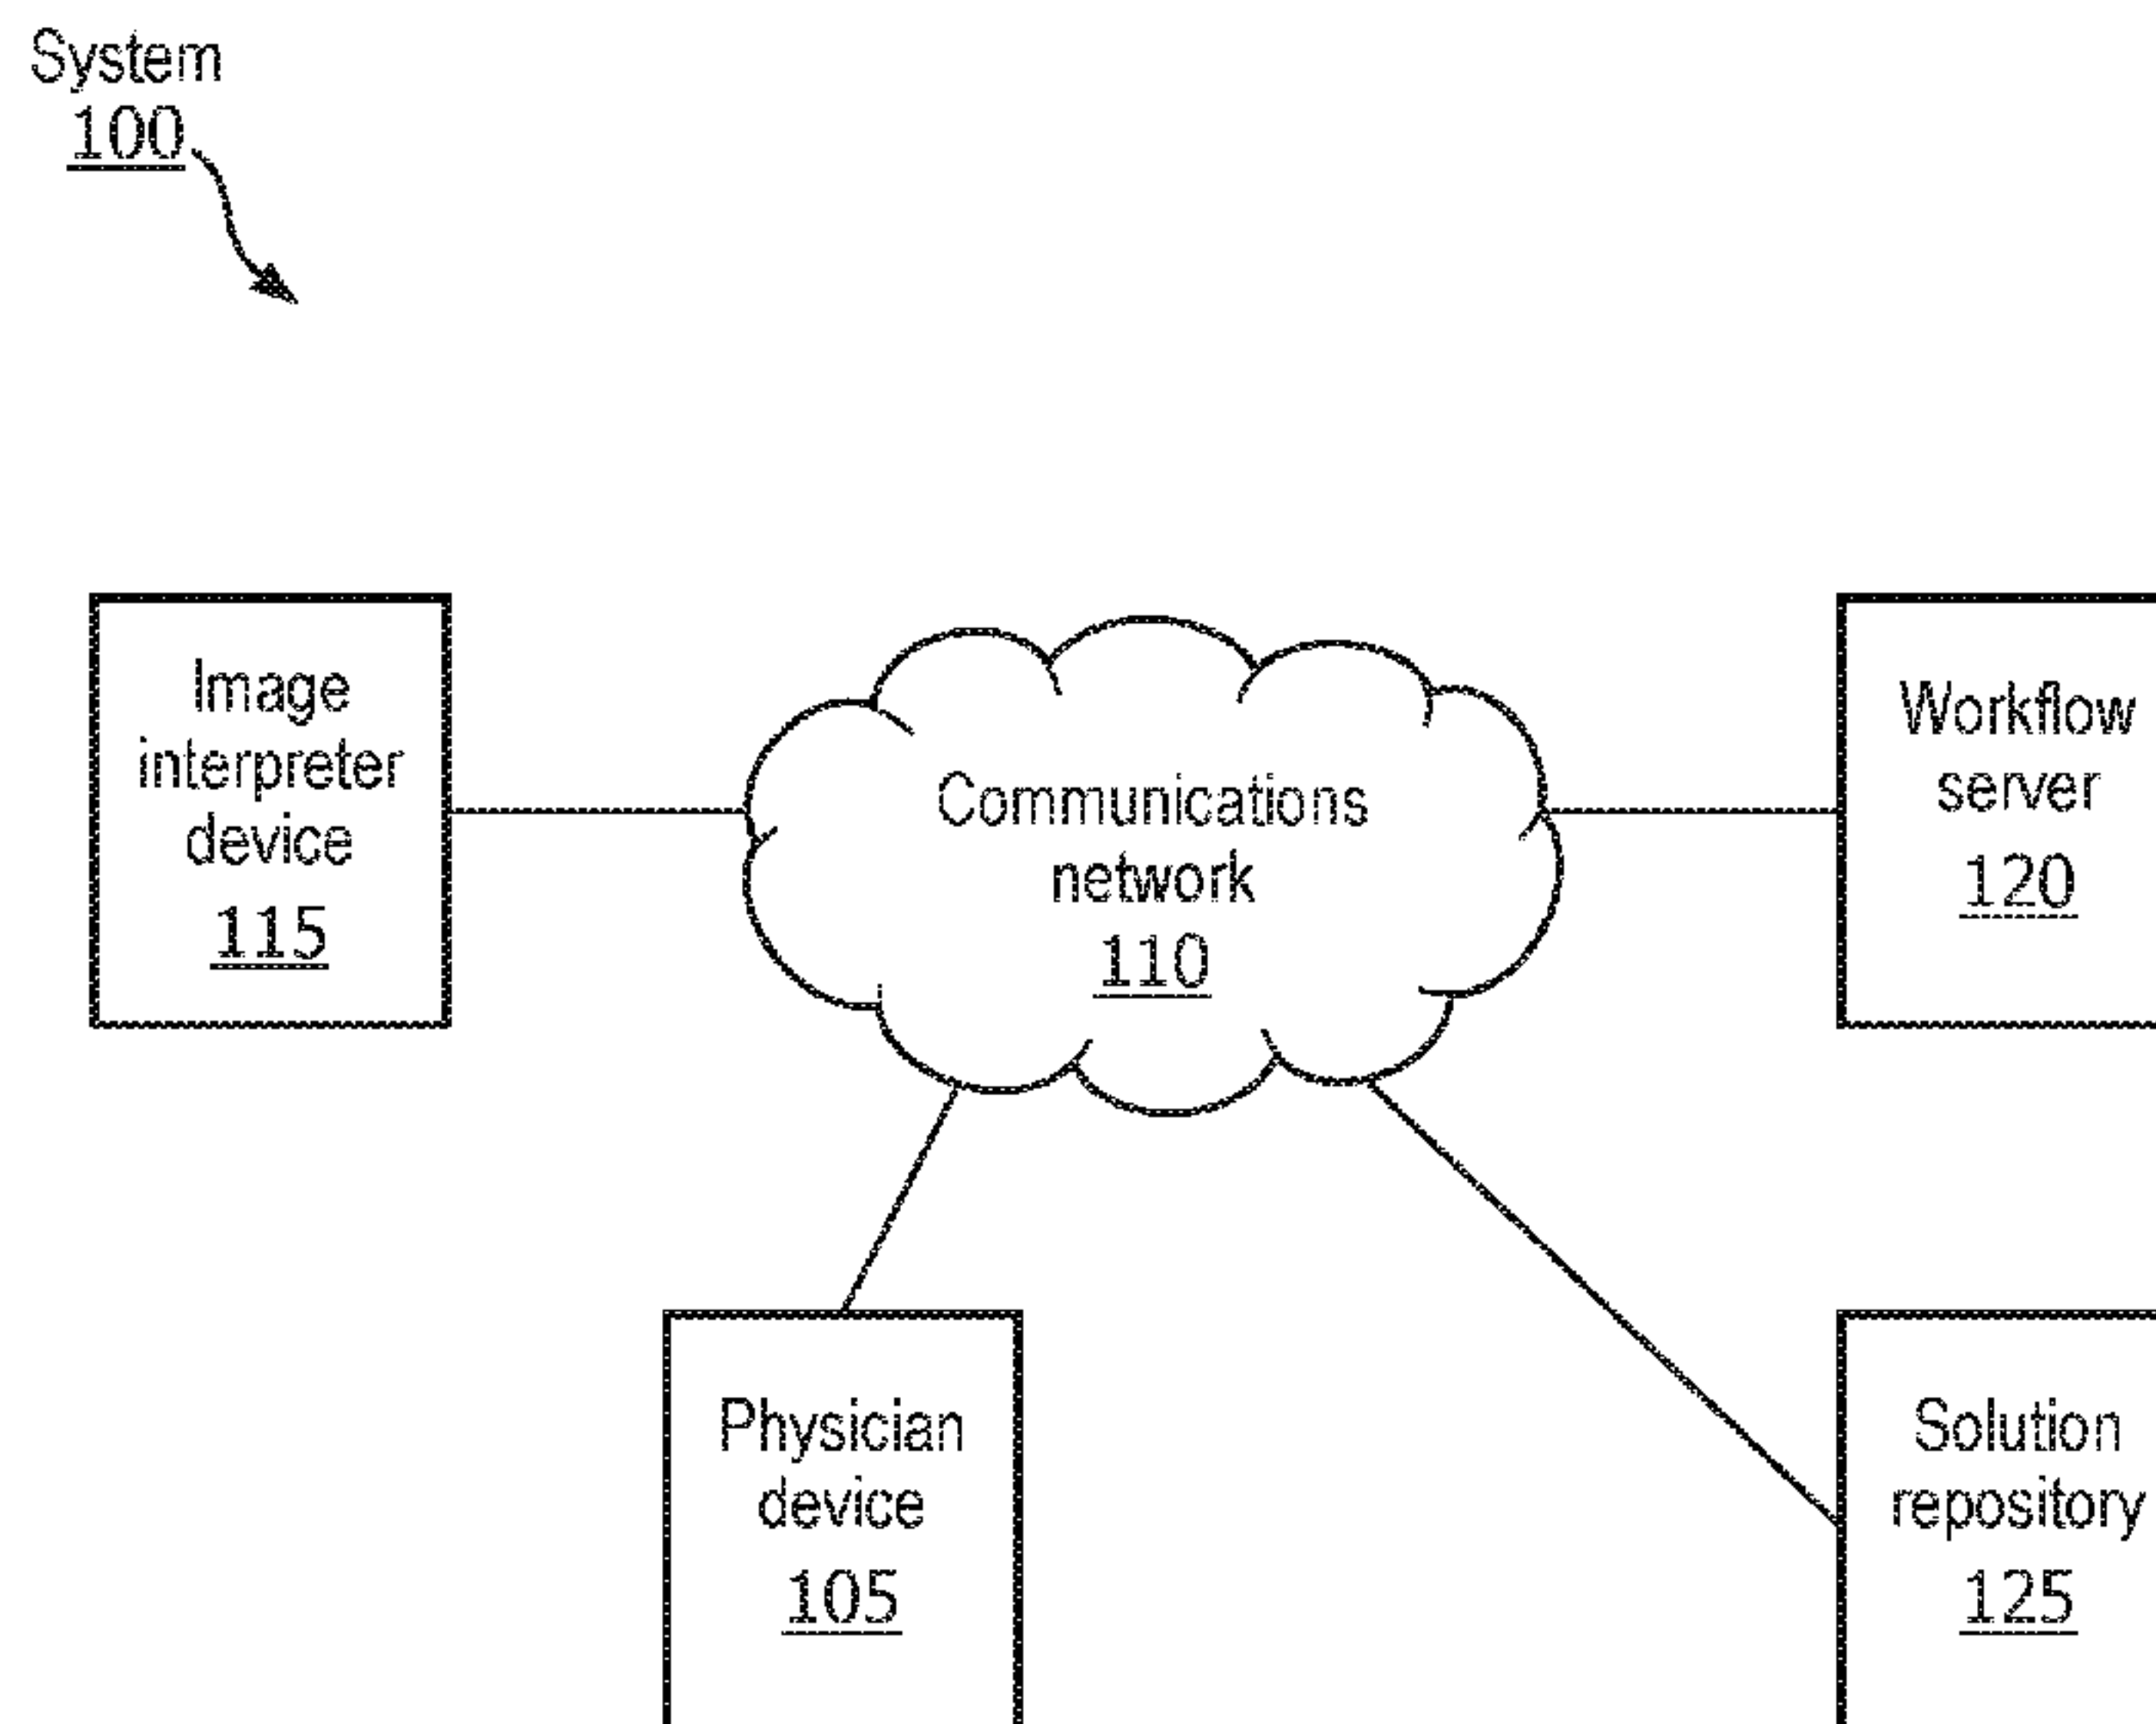 System
100
Image
interpreter
device
115
Communications
network
110
Workflow
server
120
Physician
device
105
Solution
repository
125